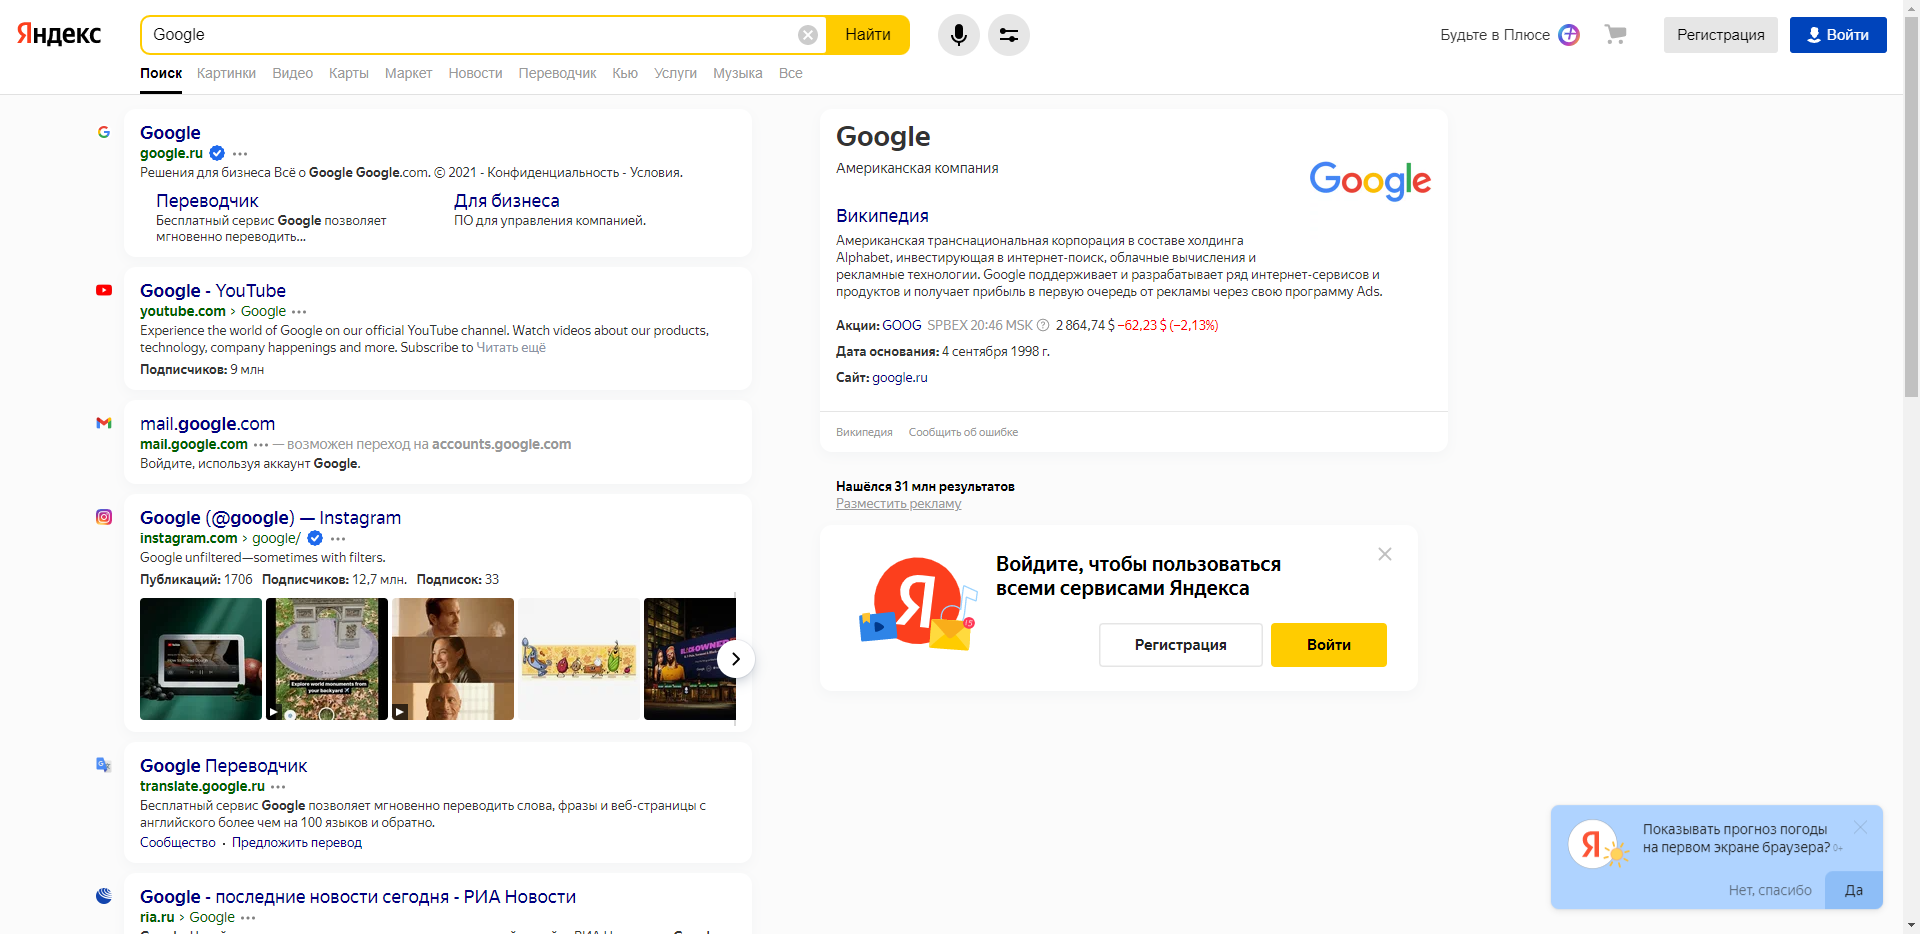 Яндекс
Google
Найти
Будьте в Плюсе
Регистрация
Войти
Поиск Картинки Видео Карты Маркет Новости Переводчик Кью Услуги Музыка Все
Google
google.ru
Решения для бизнеса Всё о Google Google.com. © 2021 - Конфиденциальность - Условия.
Переводчик
Бесплатный сервис Google позволяет
мгновенно переводить...
Для бизнеса
ПО для управления компанией.
Google - YouTube
youtube.com › Google
Experience the world of Google on our official YouTube channel. Watch videos about our products,
technology, company happenings and more. Subscribe to Читать ещё
Подписчиков: 9 млн
mail.google.com
mail.google.com — возможен переход на accounts.google.com
Войдите, используя аккаунт Google.
Google (@google) — Instagram
instagram.com › google/
Google unfiltered—sometimes with filters.
Публикаций: 1706 Подписчиков: 12,7 млн. Подписок: 33
Explore world monuments from
your backyard
Google Переводчик
translate.google.ru
Бесплатный сервис Google позволяет мгновенно переводить слова, фразы и веб-страницы с
английского более чем на 100 языков и обратно.
Сообщество · Предложить перевод
Google - последние новости сегодня - РИА Новости
ria.ru › Google
Google
Американская компания
Google
Википедия
Американская транснациональная корпорация в составе холдинга
Alphabet, инвестирующая в интернет-поиск, облачные вычисления и
рекламные технологии. Google поддерживает и разрабатывает ряд интернет-сервисов и
продуктов и получает прибыль в первую очередь от рекламы через свою программу Ads.
Акции: GOOG SPBEX 20:46 MSK ? 2 864,74 $ −62,23 $ (−2,13%)
Дата основания: 4 сентября 1998 г.
Сайт: google.ru
Википедия Сообщить об ошибке
Нашёлся 31 млн результатов
Разместить рекламу
Я
15
Войдите, чтобы пользоваться
всеми сервисами Яндекса
Регистрация
Войти
Я
Показывать прогноз погоды
на первом экране браузера? 0+
Нет, спасибо
Да